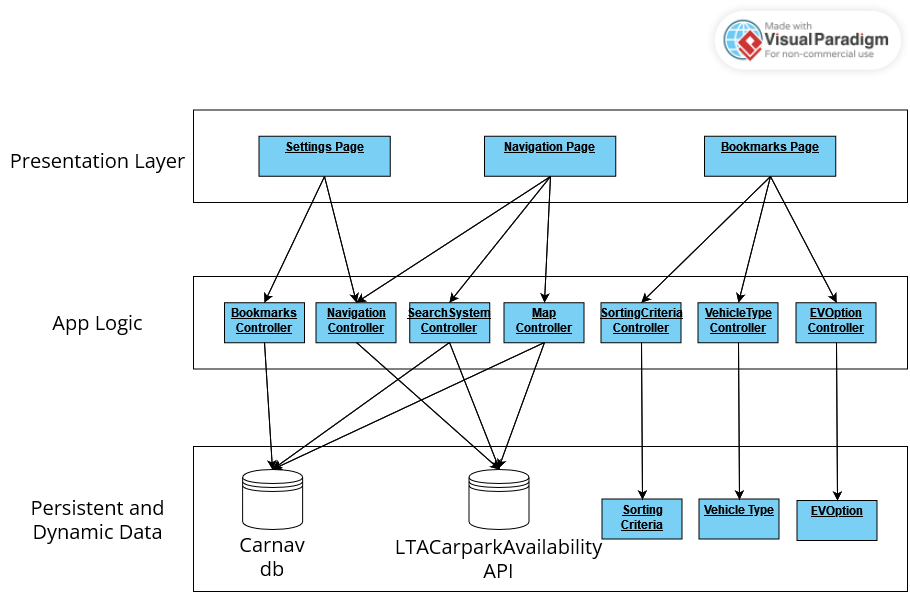 Made with
Visual Paradigm
For non-commercial use
Presentation Layer
Settings Page
Navigation Page
Bookmarks Page
App Logic
Bookmarks
Controller
Navigation
Controller
SearchSystem
Controller
Map
Controller
SortingCriteria
Controller
VehicleType
Controller
EVOption
Controller
Persistent and
Dynamic Data
Carnav
db
LTACarparkAvailability
API
Sorting
Criteria
Vehicle Type
EVOption